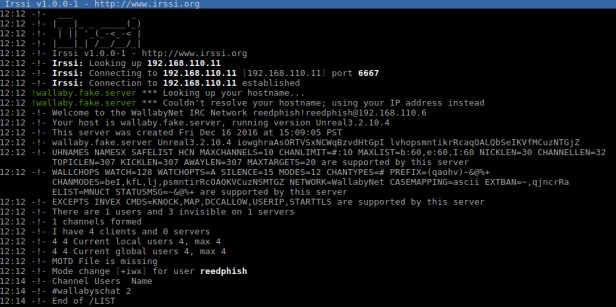 Irssi v1.0.0-1 - http://www.irssi.org
12:12 -!-  ___           _
12:12 -!- |_ _|_ _ _____(_)
12:12 -!-  | || '_(_-<_-< |
12:12 -!- |___|_| /__/__/_|
12:12 -!- Irssi v1.0.0-1 - http://www.irssi.org
12:12 -!- Irssi: Looking up 192.168.110.11
12:12 -!- Irssi: Connecting to 192.168.110.11 [192.168.110.11] port 6667
12:12 -!- Irssi: Connection to 192.168.110.11 established
12:12 !wallaby.fake.server *** Looking up your hostname...
12:12 !wallaby.fake.server *** Couldn't resolve your hostname; using your IP address instead
12:12 -!- Welcome to the WallabyNet IRC Network reedphish!reedphish@192.168.110.6
12:12 -!- Your host is wallaby.fake.server, running version Unreal3.2.10.4
12:12 -!- This server was created Fri Dec 16 2016 at 15:09:05 PST
12:12 -!- wallaby.fake.server Unreal3.2.10.4 iowghraAsORTVSxNCWqBzvdHtGpI lvhopsmntikrRcaqOALQbSeIKVfMCuzNTGjZ
12:12 -!- UHNAMES NAMESX SAFELIST HCN MAXCHANNELS=10 CHANLIMIT=#:10 MAXLIST=b:60,e:60,I:60 NICKLEN=30 CHANNELLEN=32
TOPICLEN=307 KICKLEN=307 AWAYLEN=307 MAXTARGETS=20 are supported by this server
12:12 -!- WALLCHOPS WATCH=128 WATCHOPTS=A SILENCE=15 MODES=12 CHANTYPES=# PREFIX=(qaohv)~&@%+
CHANMODES=beI,kfL,lj,psmntirRcOAQKVCuzNSMTGZ NETWORK=WallabyNet CASEMAPPING=ascii EXTBAN=~,qjncrRa
ELIST=MNUCT STATUSMSG=~&@%+ are supported by this server
12:12 -!- EXCEPTS INVEX CMDS=KNOCK,MAP,DCCALLOW,USERIP,STARTTLS are supported by this server
12:12 -!- There are 1 users and 3 invisible on 1 servers
12:12 -!- 1 channels formed
12:12 -!- I have 4 clients and 0 servers
12:12 -!- 4 4 Current local users 4, max 4
12:12 -!- 4 4 Current global users 4, max 4
12:12 -!- MOTD File is missing
12:12 -!- Mode change [+iwx] for user reedphish
12:14 -!- Channel Users  Name
12:14 -!- #wallabyschat 2
12:14 -!- End of /LIST